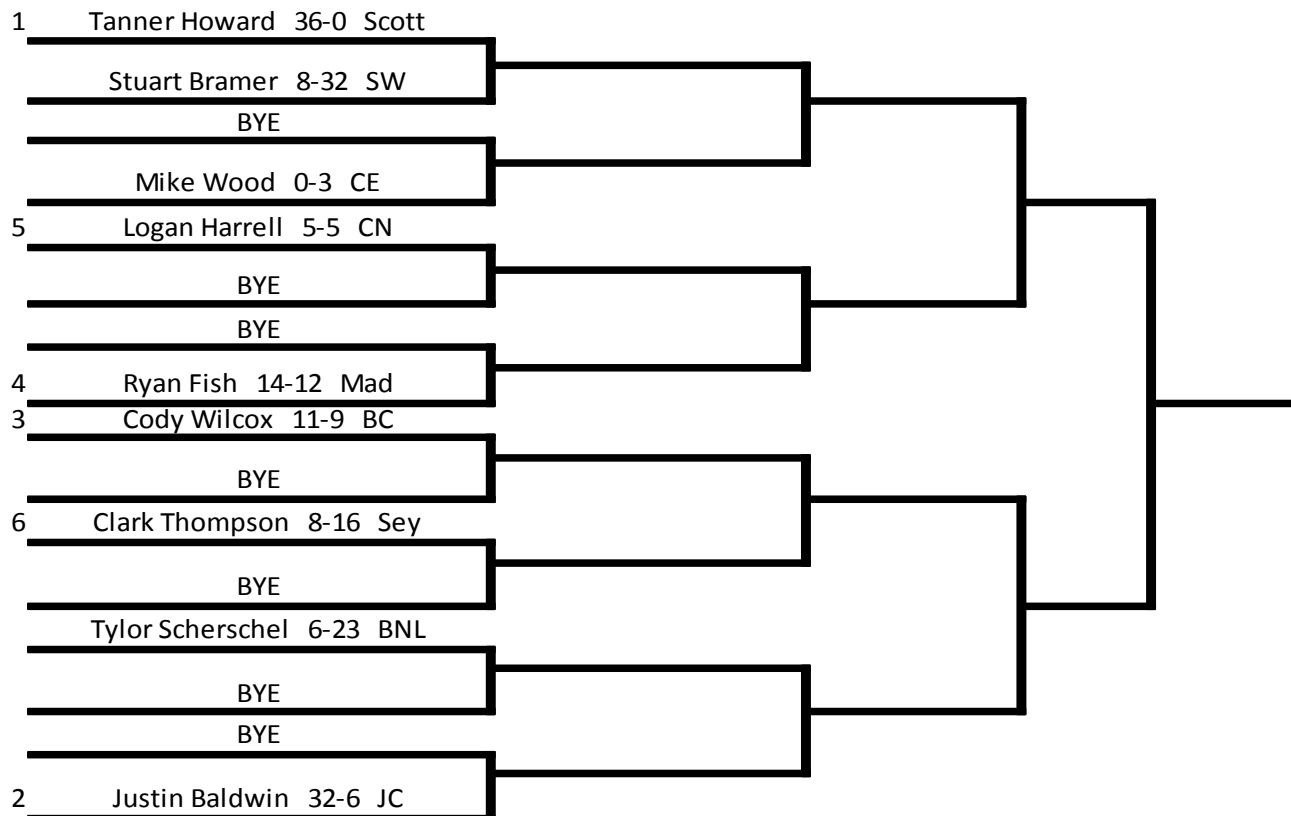 1 Tanner Howard 36-0 Scott
Stuart Bramer 8-32 SW
BYE
Mike Wood 0-3 CE
5 Logan Harrell 5-5 CN
BYE
BYE
4 Ryan Fish 14-12 Mad
3 Cody Wilcox 11-9 BC
BYE
6 Clark Thompson 8-16 Sey
BYE
Tylor Scherschel 6-23 BNL
BYE
BYE
2 Justin Baldwin 32-6 JC